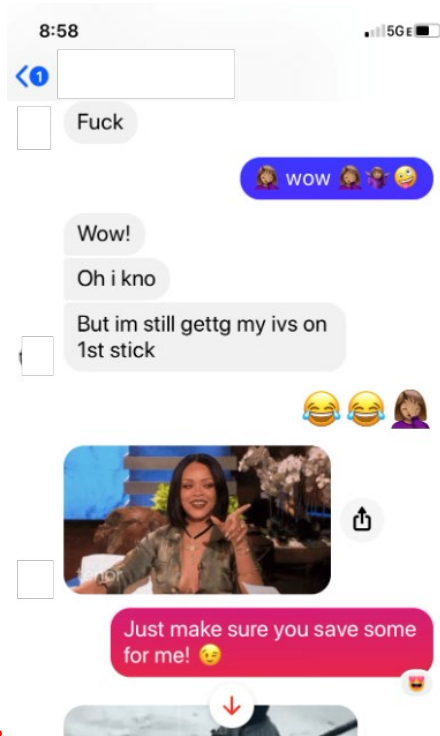 8:58
5GE
1
Fuck
🤦🏽‍♀️ wow 🤦🏽‍♀️ 🤷🏽‍♀️ 🤪
Wow!
Oh i kno
But im still gettg my ivs on
1st stick
😂 😂 🤦🏽‍♀️
tenor
Just make sure you save some
for me! 😉
😍